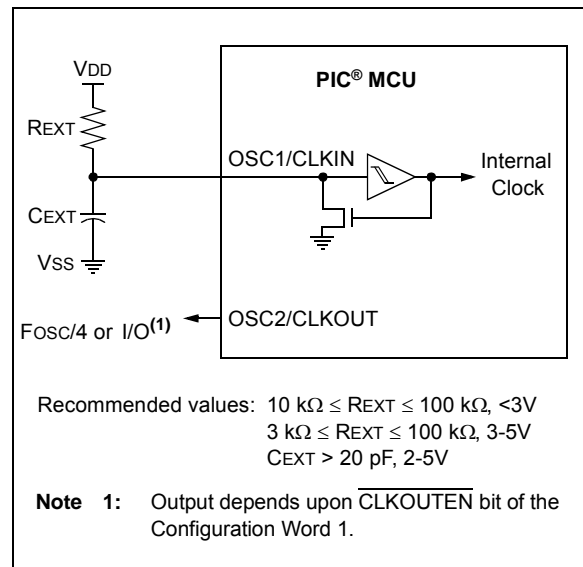 VDD
PIC® MCU
REXT
OSC1/CLKIN
Internal
Clock
CEXT
VSS
OSC2/CLKOUT
FOSC/4 or I/O(1)
Recommended values: 10 kΩ ≤ REXT ≤ 100 kΩ, <3V
3 kΩ ≤ REXT ≤ 100 kΩ, 3-5V
CEXT > 20 pF, 2-5V
Note 1: Output depends upon CLKOUTEN bit of the
Configuration Word 1.